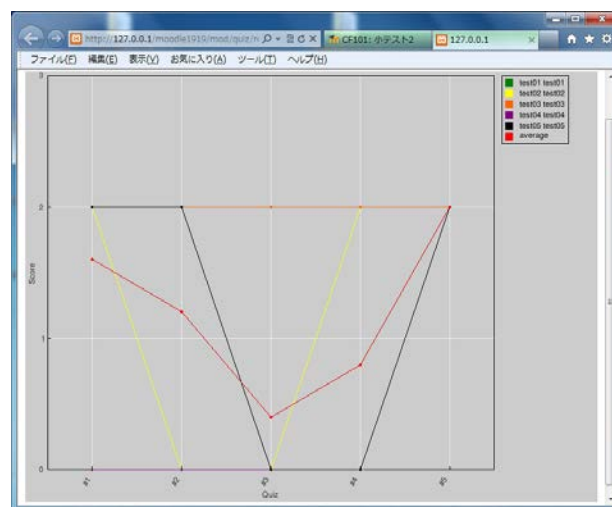 http://127.0.0.1/moodle1919/mod/quiz/r
CF101: 小テスト2
127.0.0.1
ファイル(F) 編集(E) 表示(V) お気に入り(A) ツール(T) ヘルプ(H)
test01 test01
test02 test02
test03 test03
test04 test04
test05 test05
average
3
2
Score
1
0
#1 #2 #3 #4 #5
Quiz